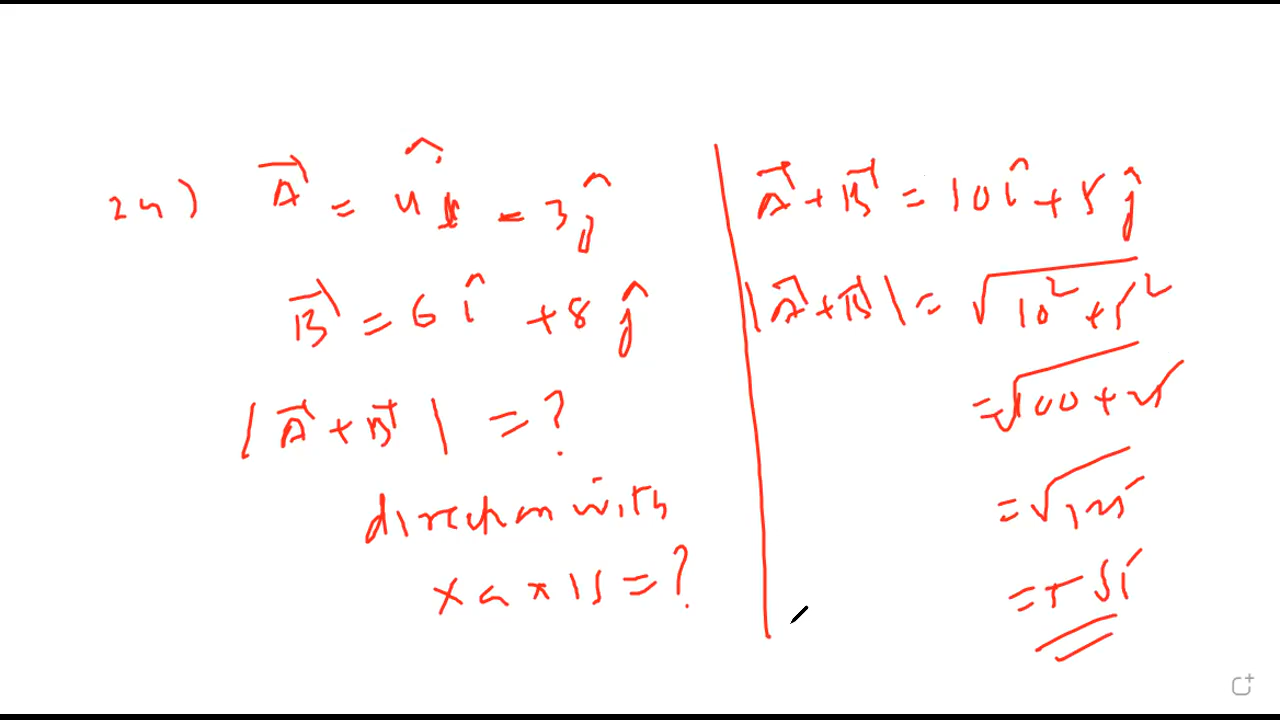 24) A⃗ = 4î - 3ĵ
B⃗ = 6î + 8ĵ
|A⃗ + B⃗| = ?
direction with
x axis = ?
A⃗ + B⃗ = 10î + 5ĵ
|A⃗ + B⃗| = √(10² + 5²)
= √(100 + 25)
= √125
= 5√5